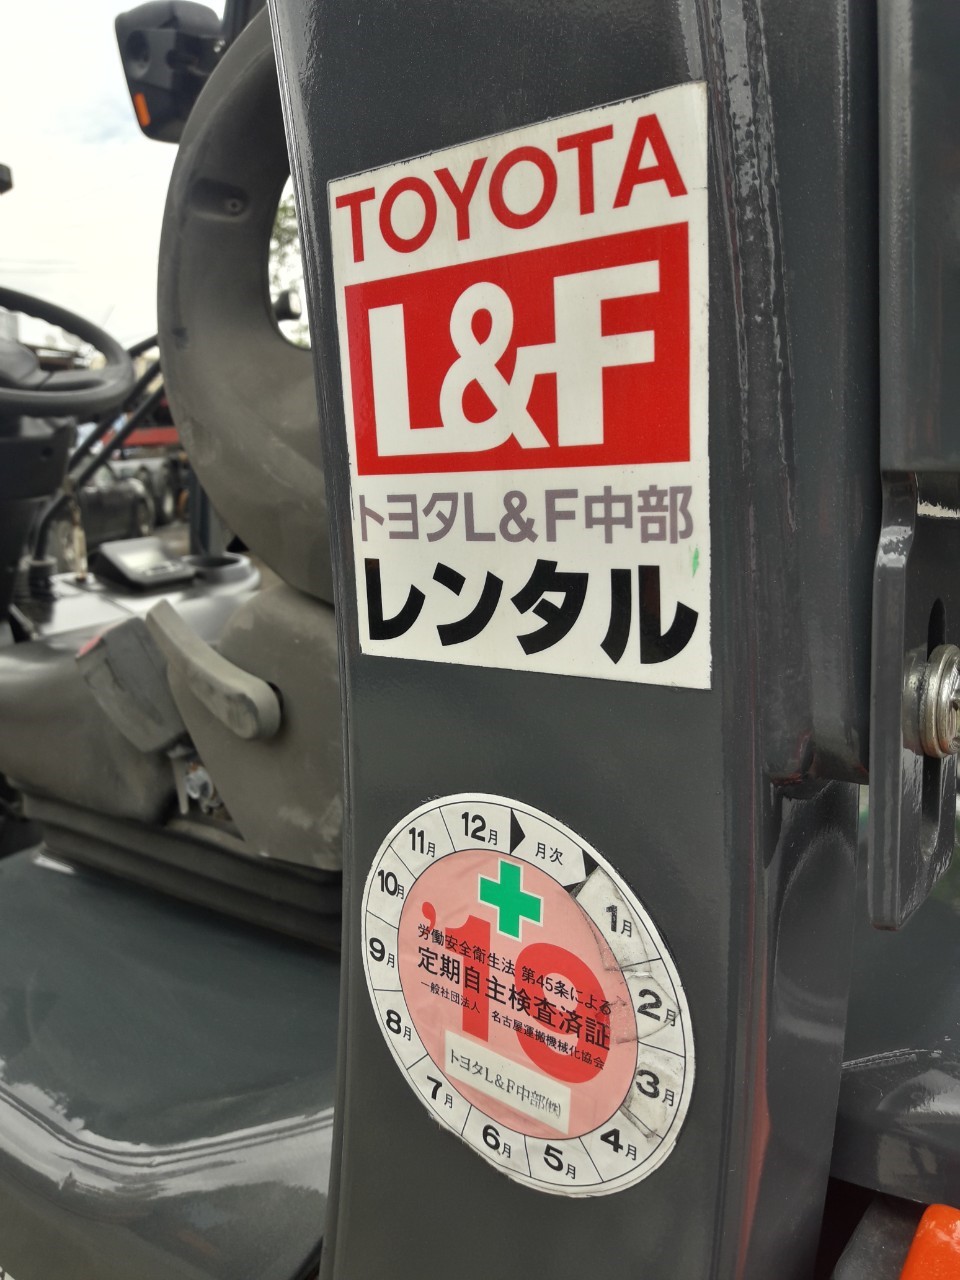 TOYOTA
L&F
トヨタL&F中部
レンタル
月次
1月
2月
3月
4月
5月
6月
7月
8月
9月
10月
11月
12月
'19
労働安全衛生法 第45条による
定期自主検査済証
一般社団法人 名古屋運搬機械化協会
トヨタL&F中部㈱